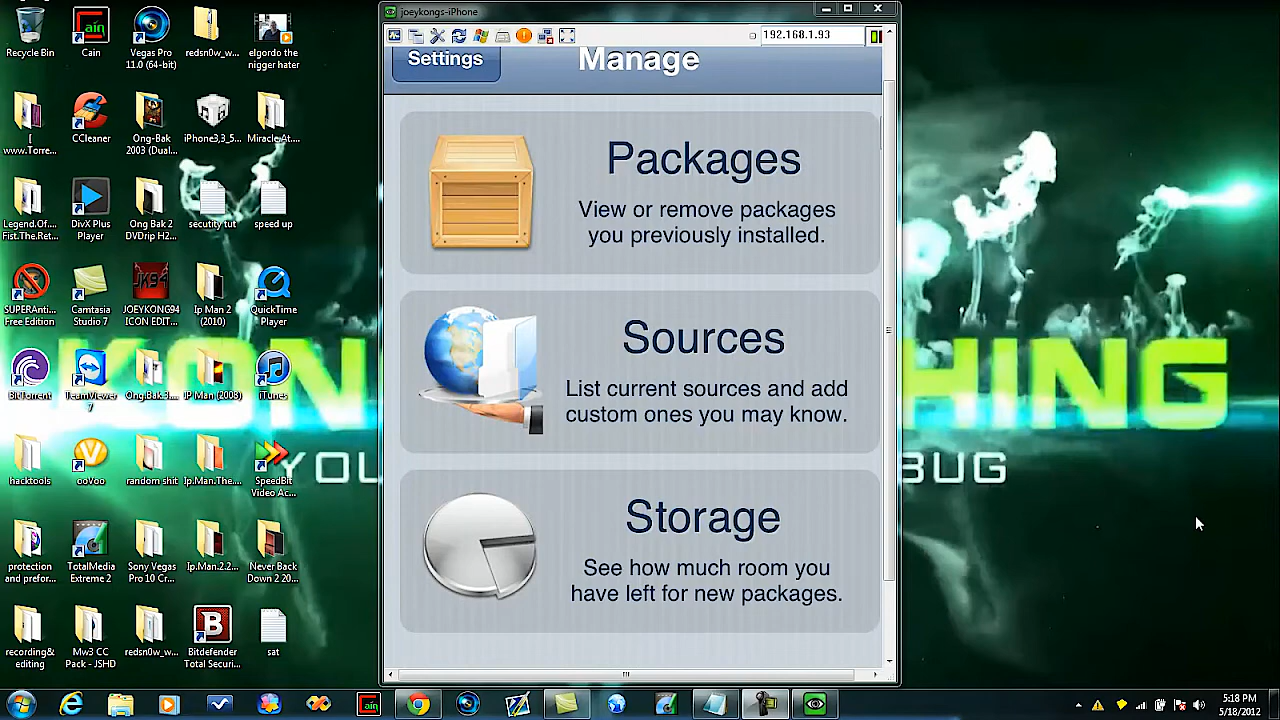 joeykongs-iPhone
192.168.1.93
Settings
Manage
Packages
View or remove packages
you previously installed.
Sources
List current sources and add
custom ones you may know.
Storage
See how much room you
have left for new packages.
Recycle Bin
Cain
Vegas Pro
11.0 (64-bit)
redsn0w_w...
elgordo the
nigger hater
www.Torre...
CCleaner
Ong-Bak
2003 (Dual...
iPhone3,3_5...
Miracle.At...
Legend.Of...
Fist.The.Ret...
DivX Plus
Player
Ong Bak 2
DVDrip H2...
secutity tut
speed up
SUPERAnti...
Free Edition
Camtasia
Studio 7
JOEYKONG94
ICON EDIT...
Ip Man 2
(2010)
QuickTime
Player
BitTorrent
TeamViewer
7
Ong.Bak.3....
IP Man (2008)
iTunes
hacktools
ooVoo
random shit
Ip.Man.The....
SpeedBit
Video Ac...
protection
and prefor...
TotalMedia
Extreme 2
Sony Vegas
Pro 10 Cr...
Ip.Man.2.2...
Never Back
Down 2 20...
recording&
editing
Mw3 CC
Pack - JSHD
redsn0w_w...
Bitdefender
Total Securi...
sat
KON
HING
YOU
BUG
5:18 PM
5/18/2012